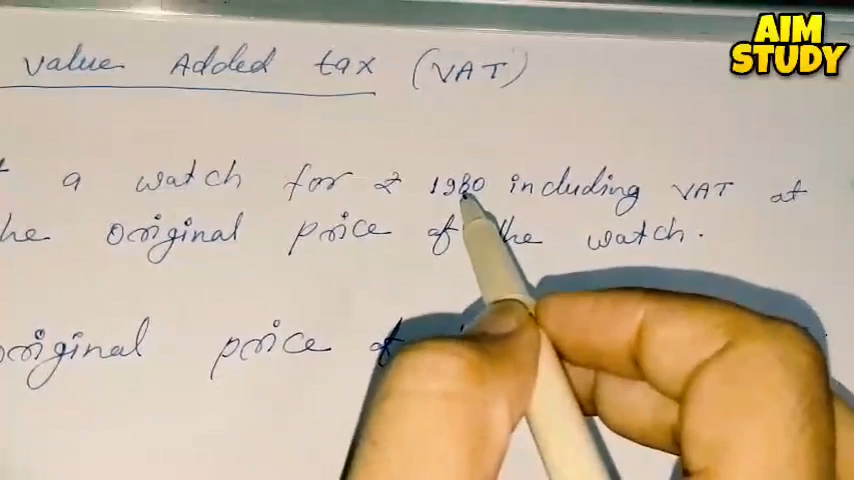 AIM
STUDY
Value Added tax (VAT)
a watch for ₹ 1980 including VAT at
he original price of the watch.
original price of